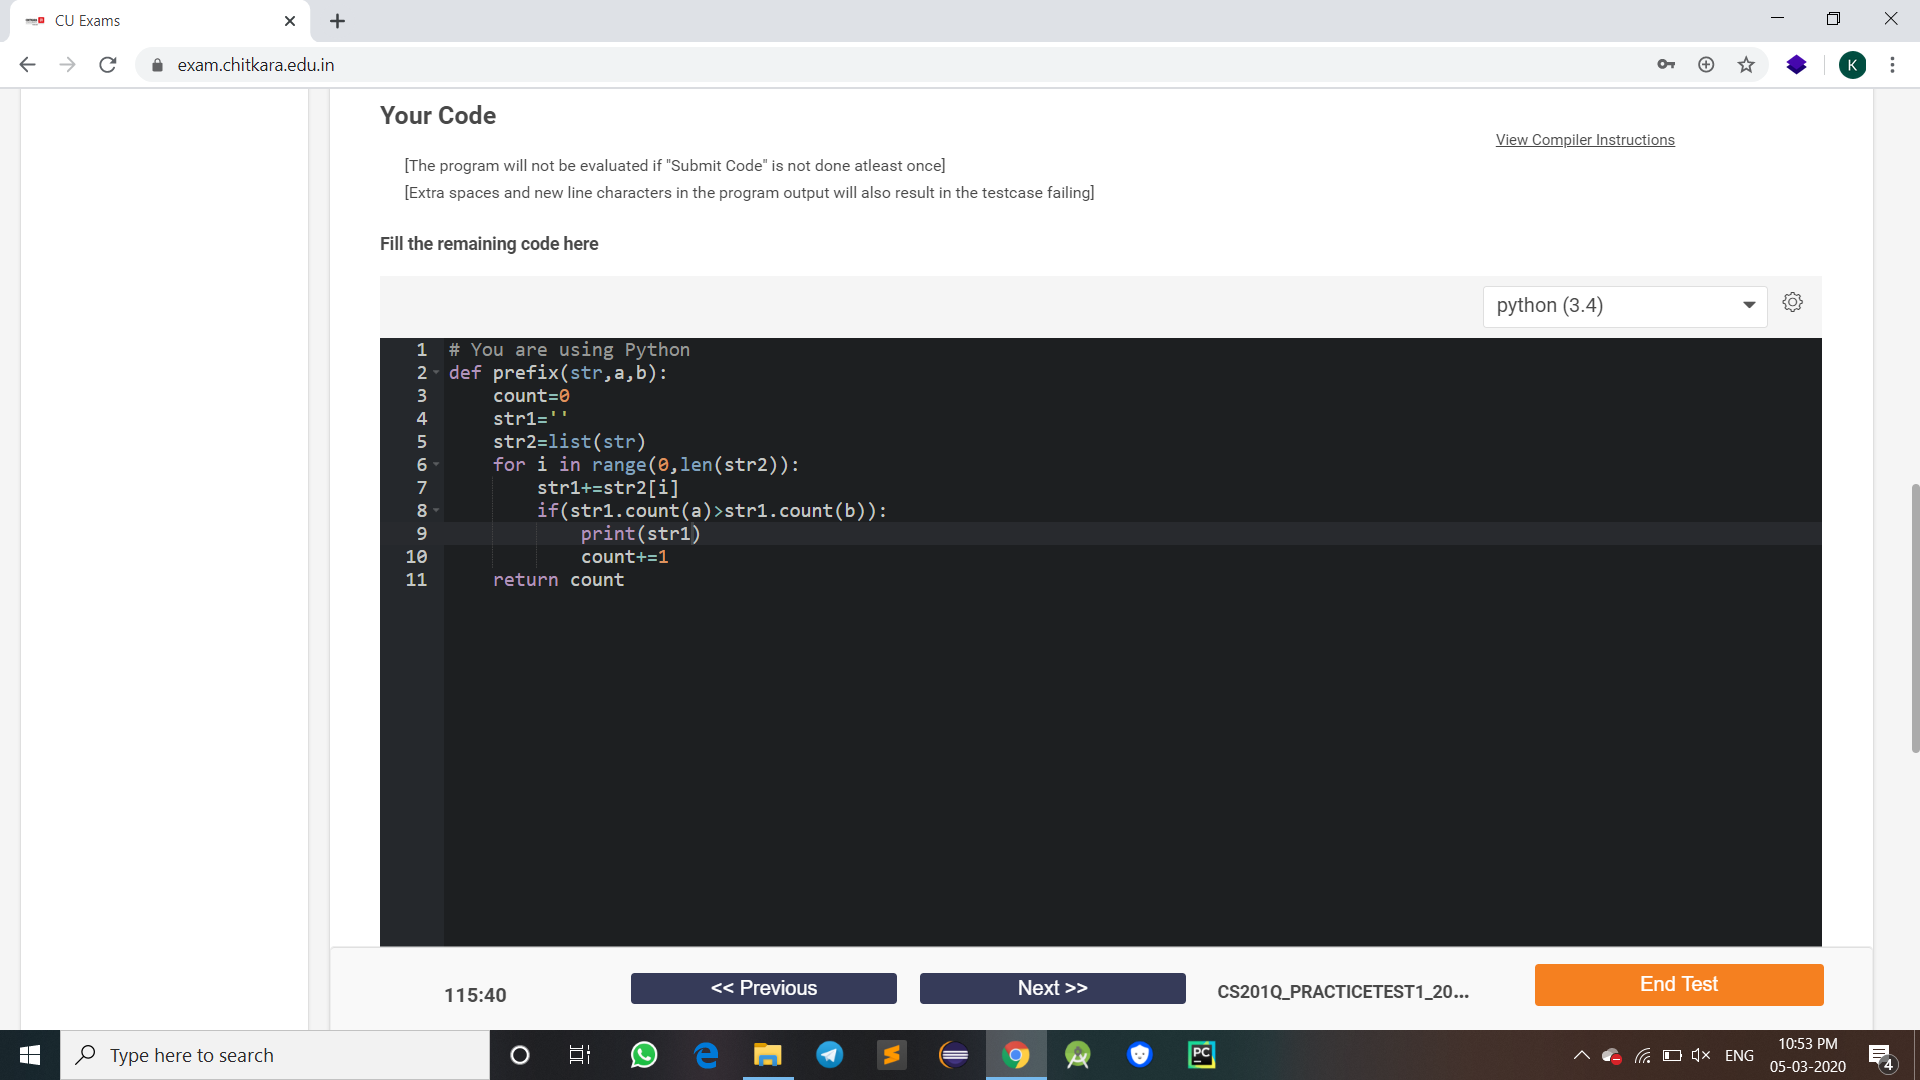 CU Exams
exam.chitkara.edu.in
K
Your Code
View Compiler Instructions
[The program will not be evaluated if "Submit Code" is not done atleast once]
[Extra spaces and new line characters in the program output will also result in the testcase failing]
Fill the remaining code here
python (3.4)
1 # You are using Python
2 def prefix(str,a,b):
3     count=0
4     str1=''
5     str2=list(str)
6     for i in range(0,len(str2)):
7         str1+=str2[i]
8         if(str1.count(a)>str1.count(b)):
9             print(str1)
10             count+=1
11     return count
115:40
<< Previous
Next >>
CS201Q_PRACTICETEST1_20...
End Test
Type here to search
PC
ENG
10:53 PM
05-03-2020
4